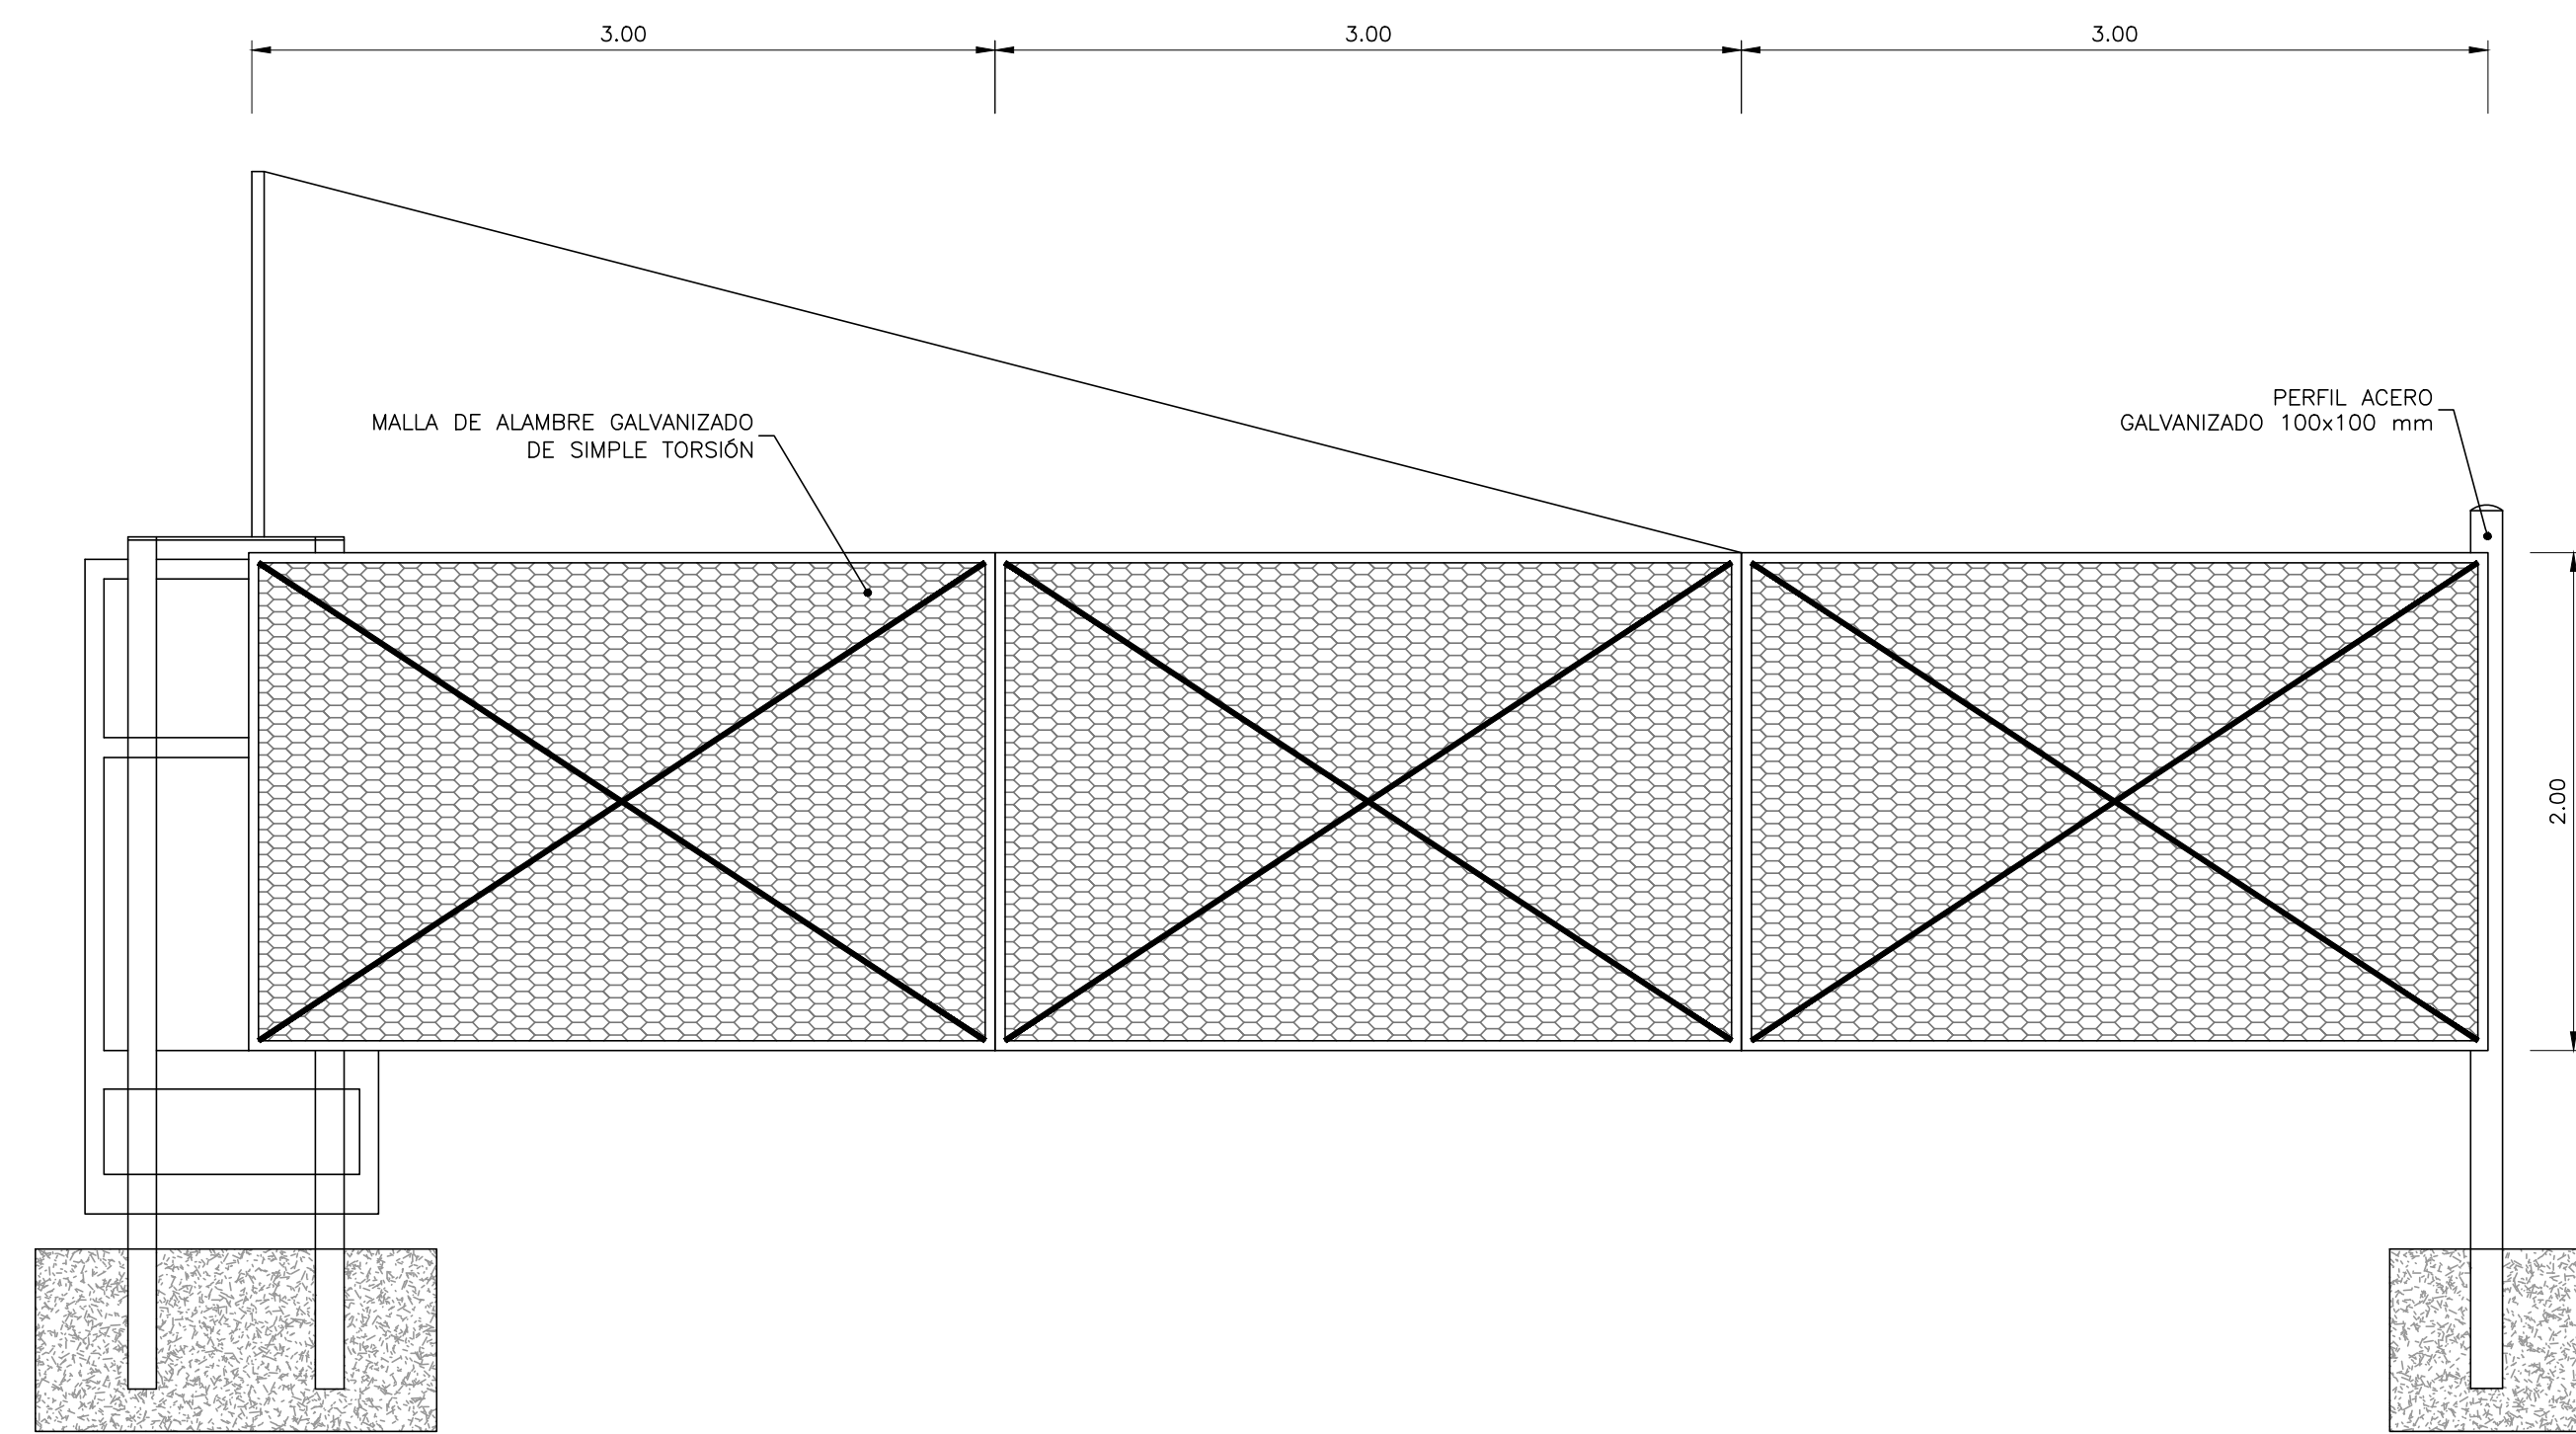 3.00
3.00
3.00
MALLA DE ALAMBRE GALVANIZADO
DE SIMPLE TORSIÓN
PERFIL ACERO
GALVANIZADO 100x100 mm
2.00